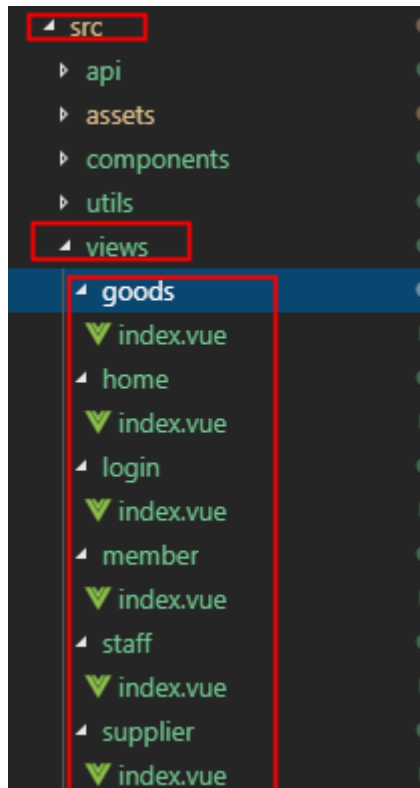 src
api
assets
components
utils
views
goods
index.vue
home
index.vue
login
index.vue
member
index.vue
staff
index.vue
supplier
index.vue